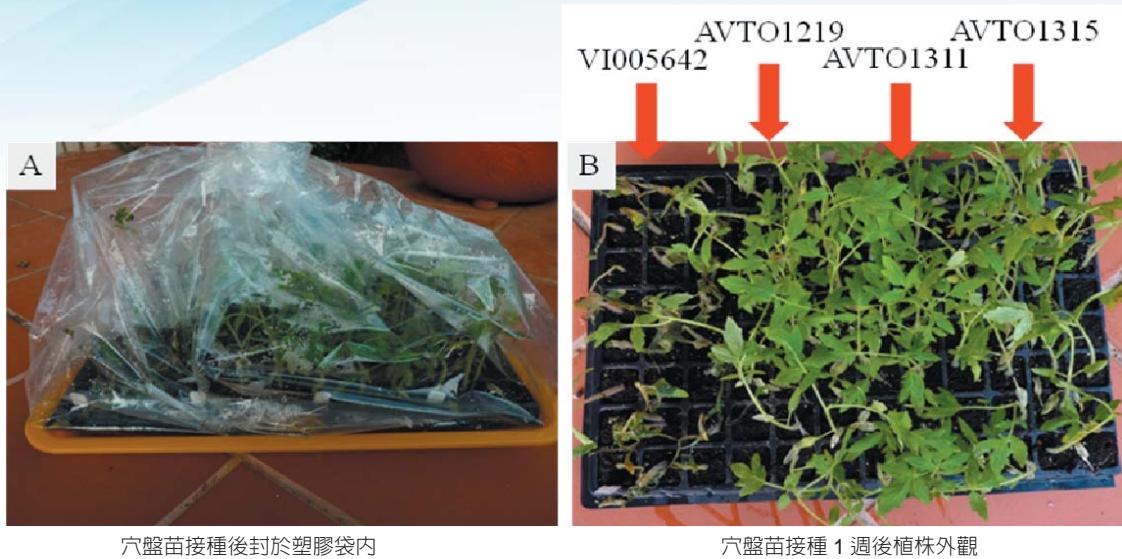 AVTO1219 AVTO1315
VI005642 AVTO1311
A
B
穴盤苗接種後封於塑膠袋內
穴盤苗接種 1 週後植株外觀